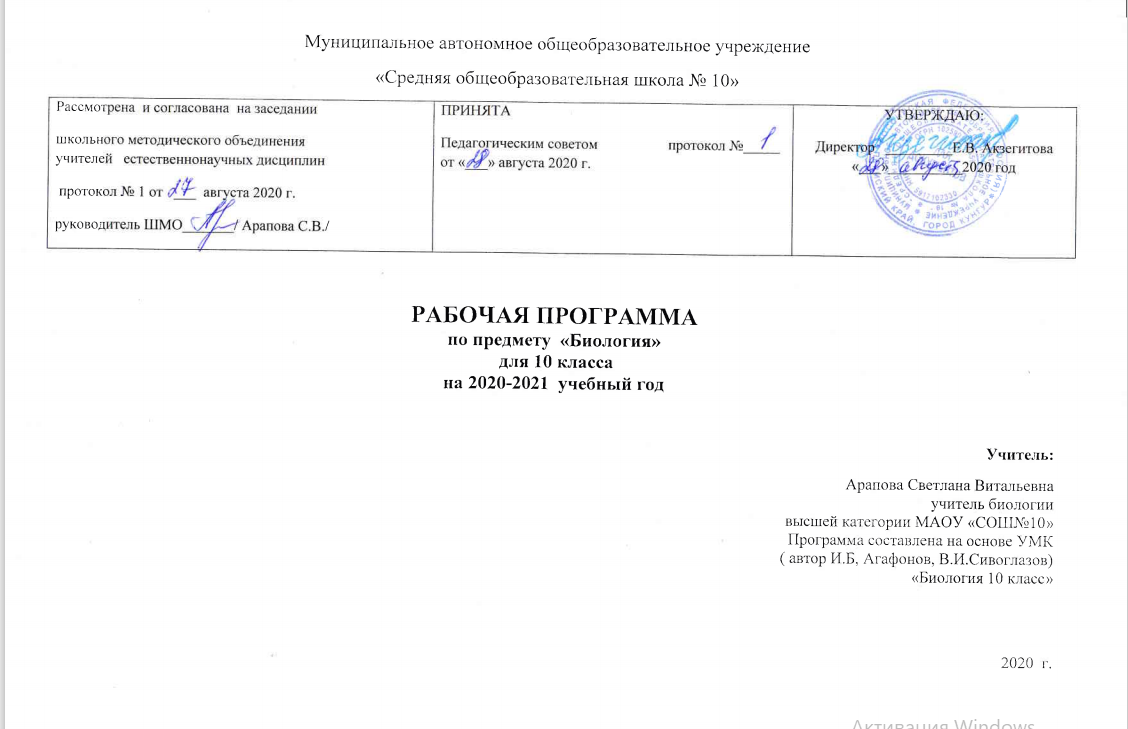 Муниципальное автономное общеобразовательное учреждение
«Средняя общеобразовательная школа № 10»
Рассмотрена и согласована на заседании
школьного методического объединения
учителей естественнонаучных дисциплин
протокол № 1 от 27 августа 2020 г.
руководитель ШМО /Арапова С.В./
ПРИНЯТА
Педагогическим советом протокол № 1
от «28» августа 2020 г.
УТВЕРЖДАЮ:
Директор Е.В. Акзегитова
«28» августа 2020 год
ГОРОД КУНГУР
РАБОЧАЯ ПРОГРАММА
по предмету «Биология»
для 10 класса
на 2020-2021 учебный год
Учитель:
Арапова Светлана Витальевна
учитель биологии
высшей категории МАОУ «СОШ№10»
Программа составлена на основе УМК
( автор И.Б, Агафонов, В.И.Сивоглазов)
«Биология 10 класс»
2020 г.
Активация Windows